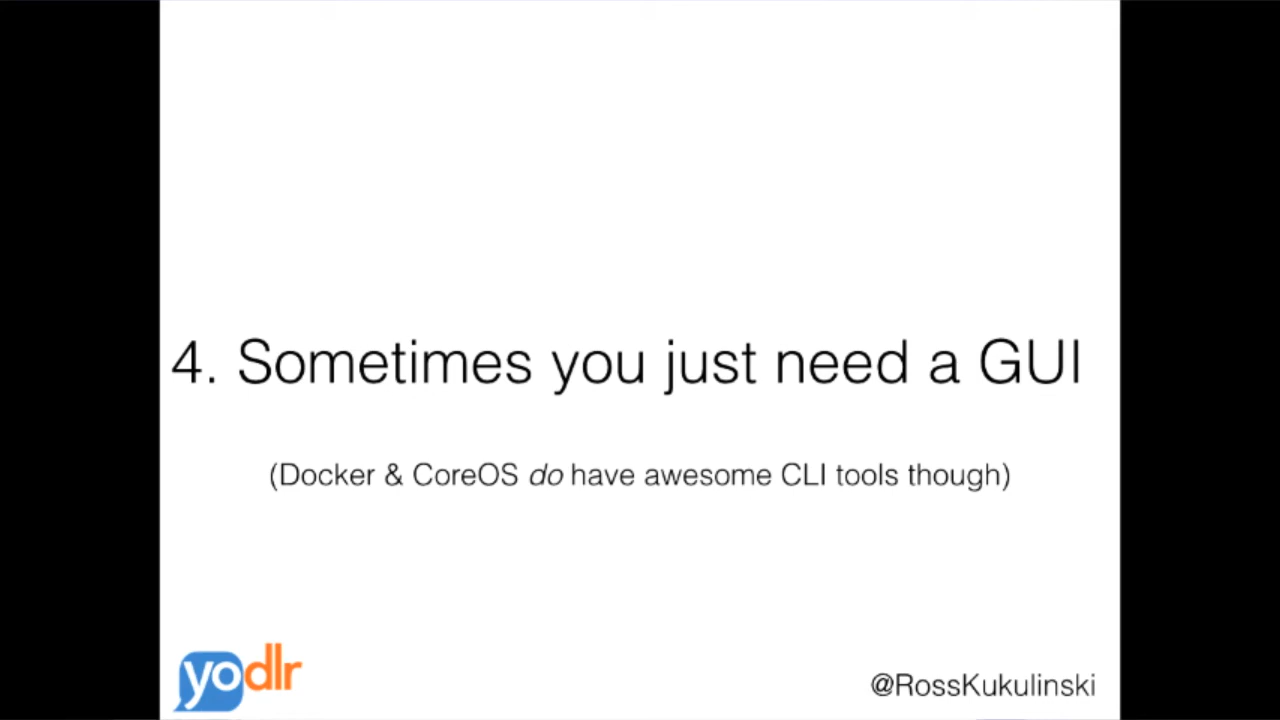 4. Sometimes you just need a GUI
(Docker & CoreOS do have awesome CLI tools though)
yodlr
@RossKukulinski